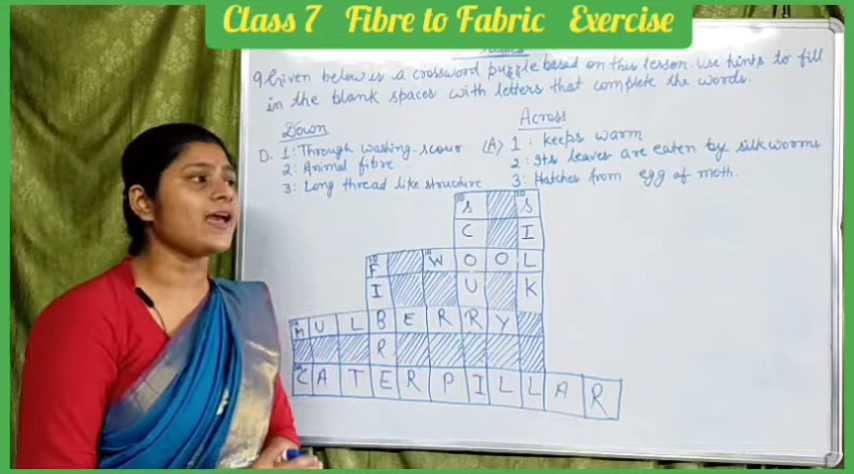 Class 7 Fibre to Fabric Exercise
9. Given below is a crossword puzzle based on this lesson. Use hints to fill
in the blank spaces with letters that complete the words.
Down
D. 1: Through washing - scour
2: Animal fibre
3: Long thread like structure
Across
(A) 1: Keeps warm
2: Its leaves are eaten by silkworms
3: Hatches from egg of moth.
S S
C I
F W O O L
I U K
M U L B E R R Y
R
C A T E R P I L L A R